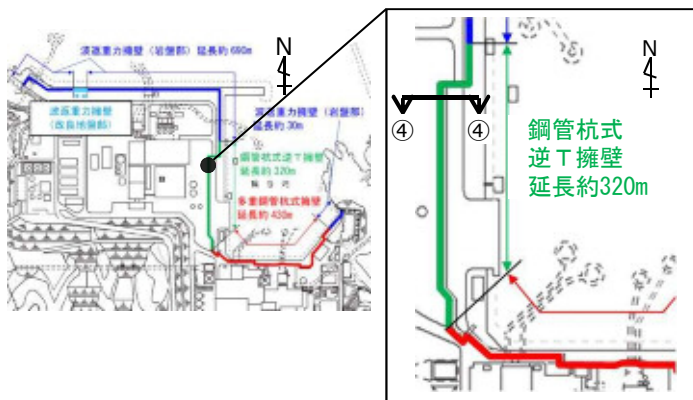 波返重力擁壁（岩盤部）延長約690m
N
波返重力擁壁
（改良地盤部）
波返重力擁壁（岩盤部）
延長約30m
鋼管杭式逆T擁壁
延長約320m
輪谷湾
多重鋼管杭式擁壁
延長約430m
N
④
④
鋼管杭式
逆T擁壁
延長約320m